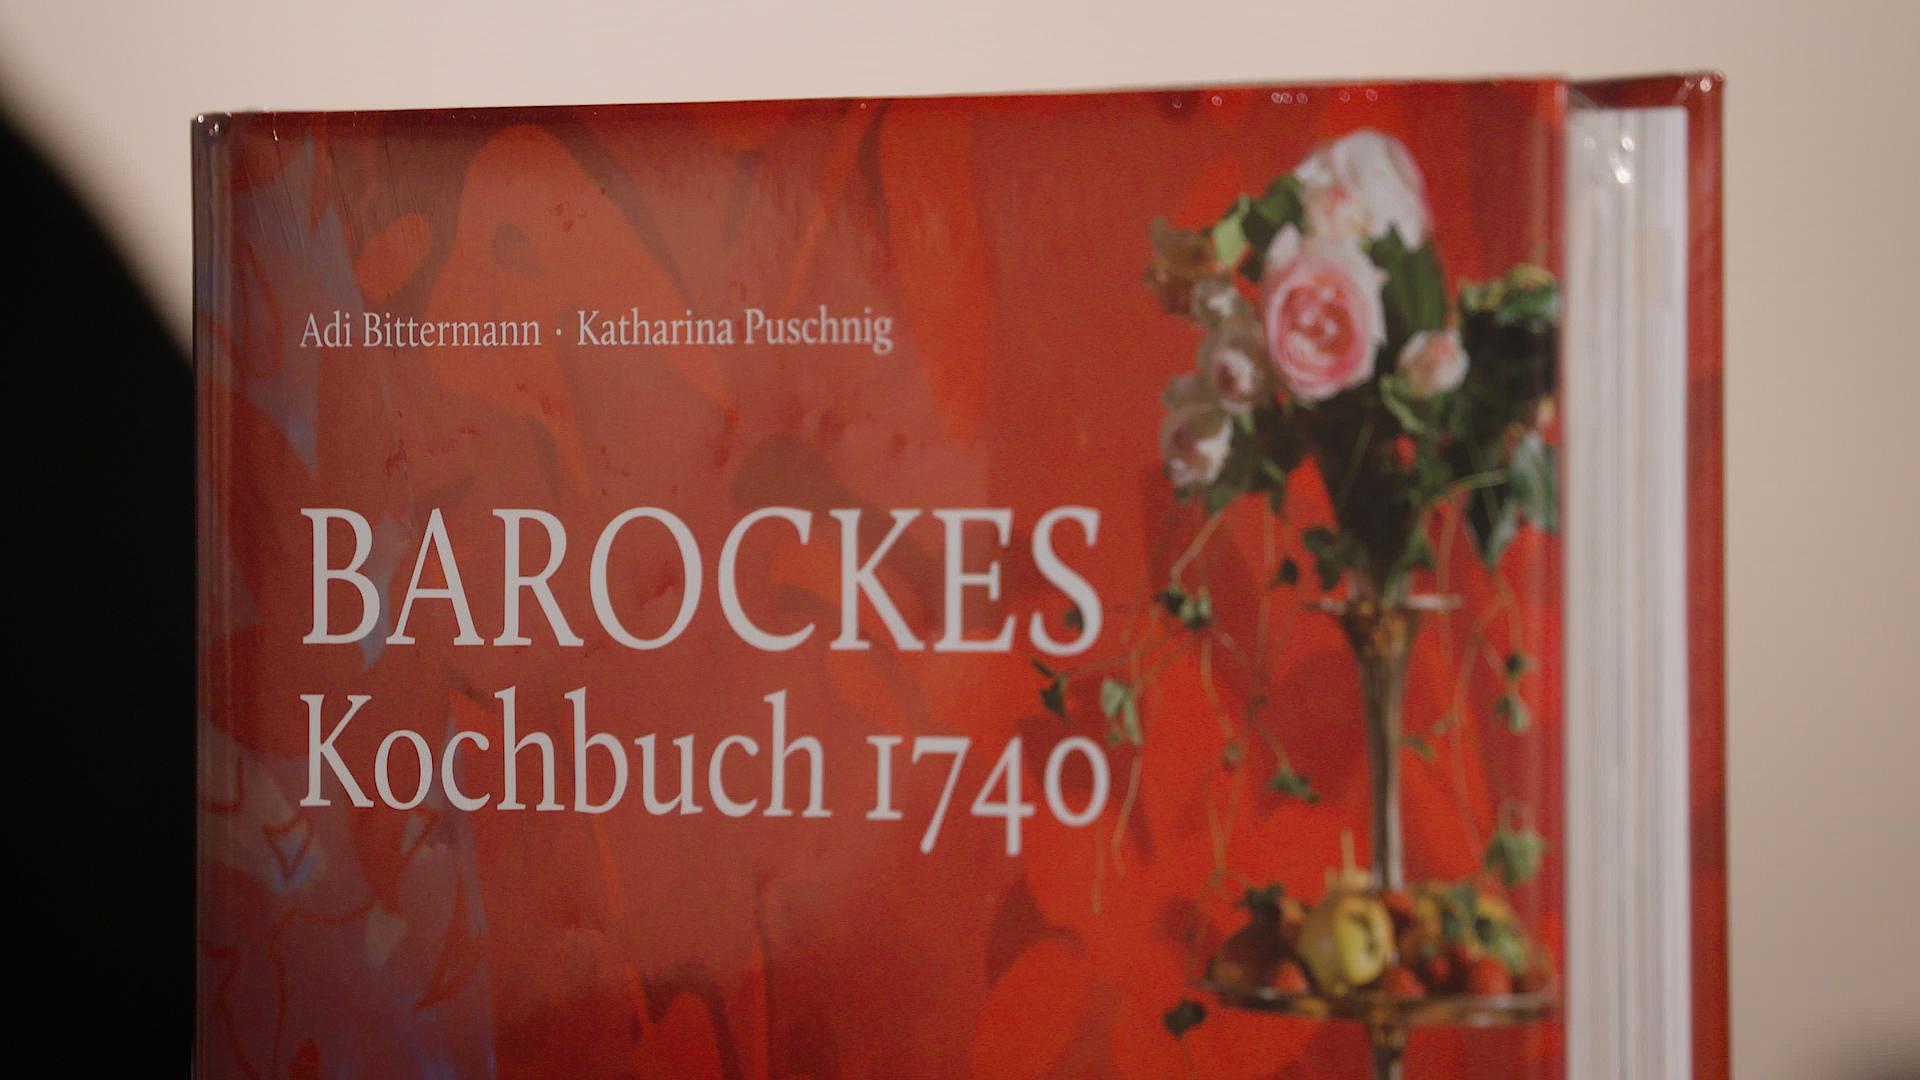 Adi Bittermann · Katharina Puschnig
BAROCKES
Kochbuch 1740